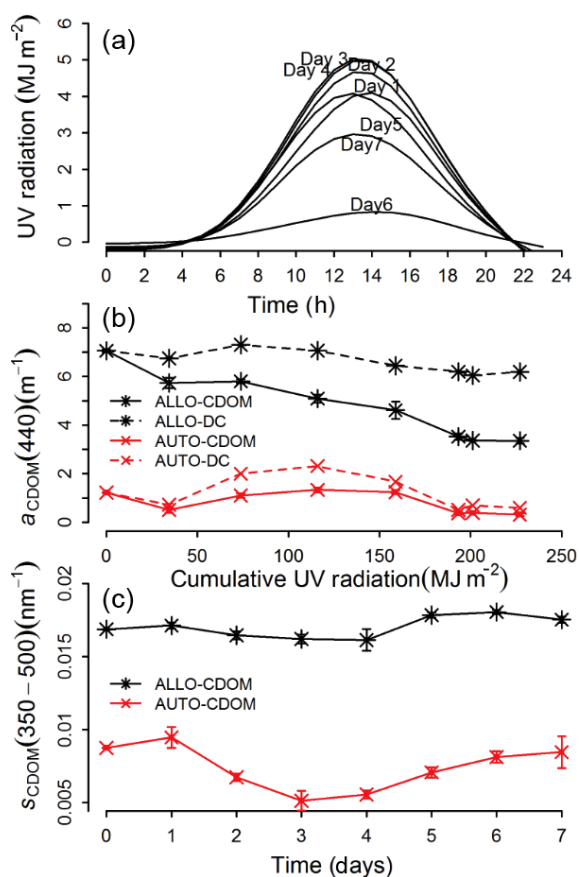 (a)
UV radiation (MJ m⁻²)
0 1 2 3 4 5 6
Day 3
Day 4
Day 2
Day 1
Day5
Day7
Day6
0 2 4 6 8 10 12 14 16 18 20 22 24
Time (h)
(b)
aCDOM(440)(m⁻¹)
0 2 4 6 8
ALLO-CDOM
ALLO-DC
AUTO-CDOM
AUTO-DC
0 50 100 150 200 250
Cumulative UV radiation(MJ m⁻²)
(c)
sCDOM(350−500)(nm⁻¹)
0.005 0.01 0.015 0.02
ALLO-CDOM
AUTO-CDOM
0 1 2 3 4 5 6 7
Time (days)